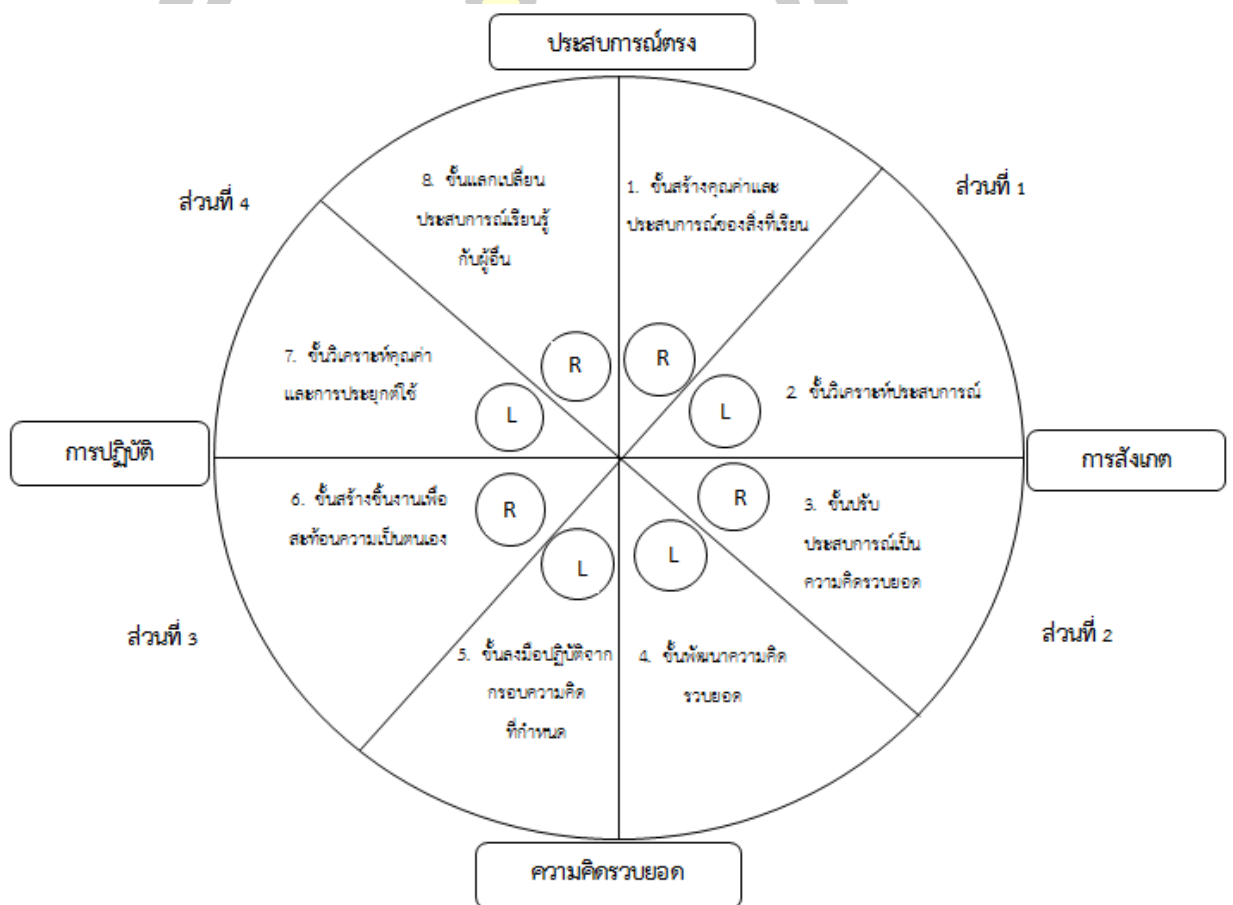 ประสบการณ์ตรง
ส่วนที่ 4
ส่วนที่ 1
8. ขั้นแลกเปลี่ยน
ประสบการณ์เรียนรู้
กับผู้อื่น
1. ขั้นสร้างคุณค่าและ
ประสบการณ์ของสิ่งที่เรียน
R
R
7. ขั้นวิเคราะห์คุณค่า
และการประยุกต์ใช้
L
L
2. ขั้นวิเคราะห์ประสบการณ์
การปฏิบัติ
การสังเกต
6. ขั้นสร้างชิ้นงานเพื่อ
สะท้อนความเป็นตนเอง
R
R
3. ขั้นปรับ
ประสบการณ์เป็น
ความคิดรวบยอด
L
L
ส่วนที่ 3
ส่วนที่ 2
5. ขั้นลงมือปฏิบัติจาก
กรอบความคิด
ที่กำหนด
4. ขั้นพัฒนาความคิด
รวบยอด
ความคิดรวบยอด